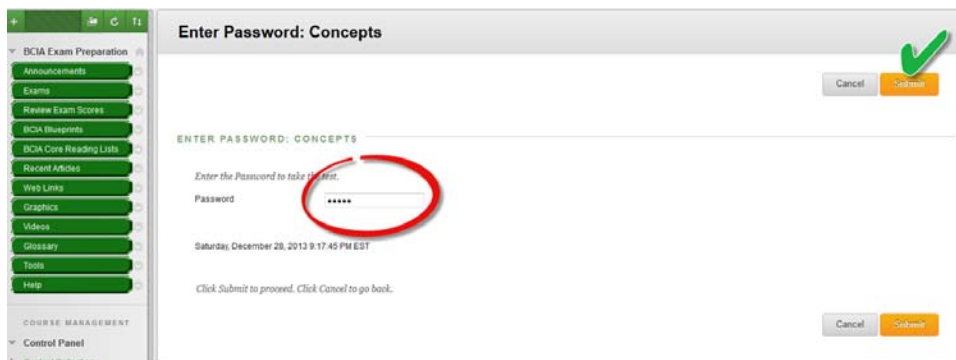 Enter Password: Concepts
BCIA Exam Preparation
Announcements
Exams
Review Exam Scores
BCIA Blueprints
BCIA Core Reading Lists
Recent Articles
Web Links
Graphics
Videos
Glossary
Tools
Help
COURSE MANAGEMENT
Control Panel
Cancel Submit
ENTER PASSWORD: CONCEPTS
Enter the Password to take the test.
Password •••••
Saturday, December 28, 2013 9:17:45 PM EST
Click Submit to proceed. Click Cancel to go back.
Cancel Submit